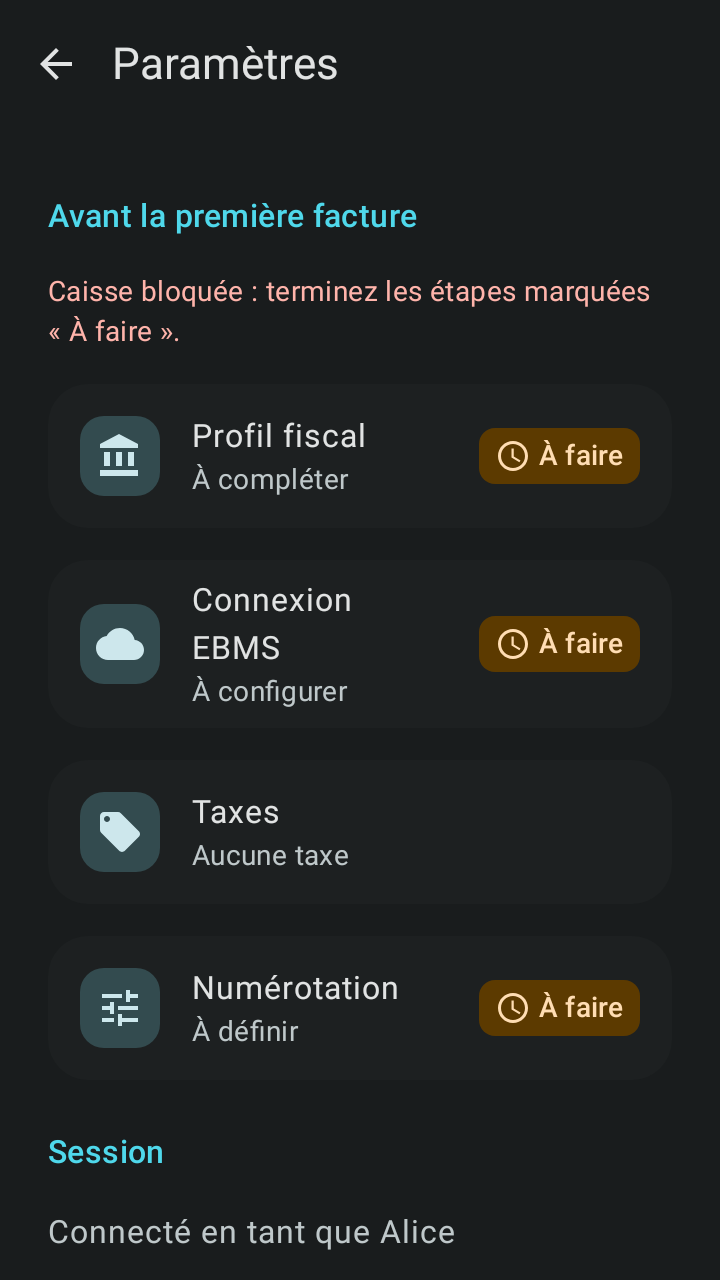 Paramètres
Avant la première facture
Caisse bloquée : terminez les étapes marquées
« À faire ».
Profil fiscal
À compléter
À faire
Connexion
EBMS
À configurer
À faire
Taxes
Aucune taxe
Numérotation
À définir
À faire
Session
Connecté en tant que Alice